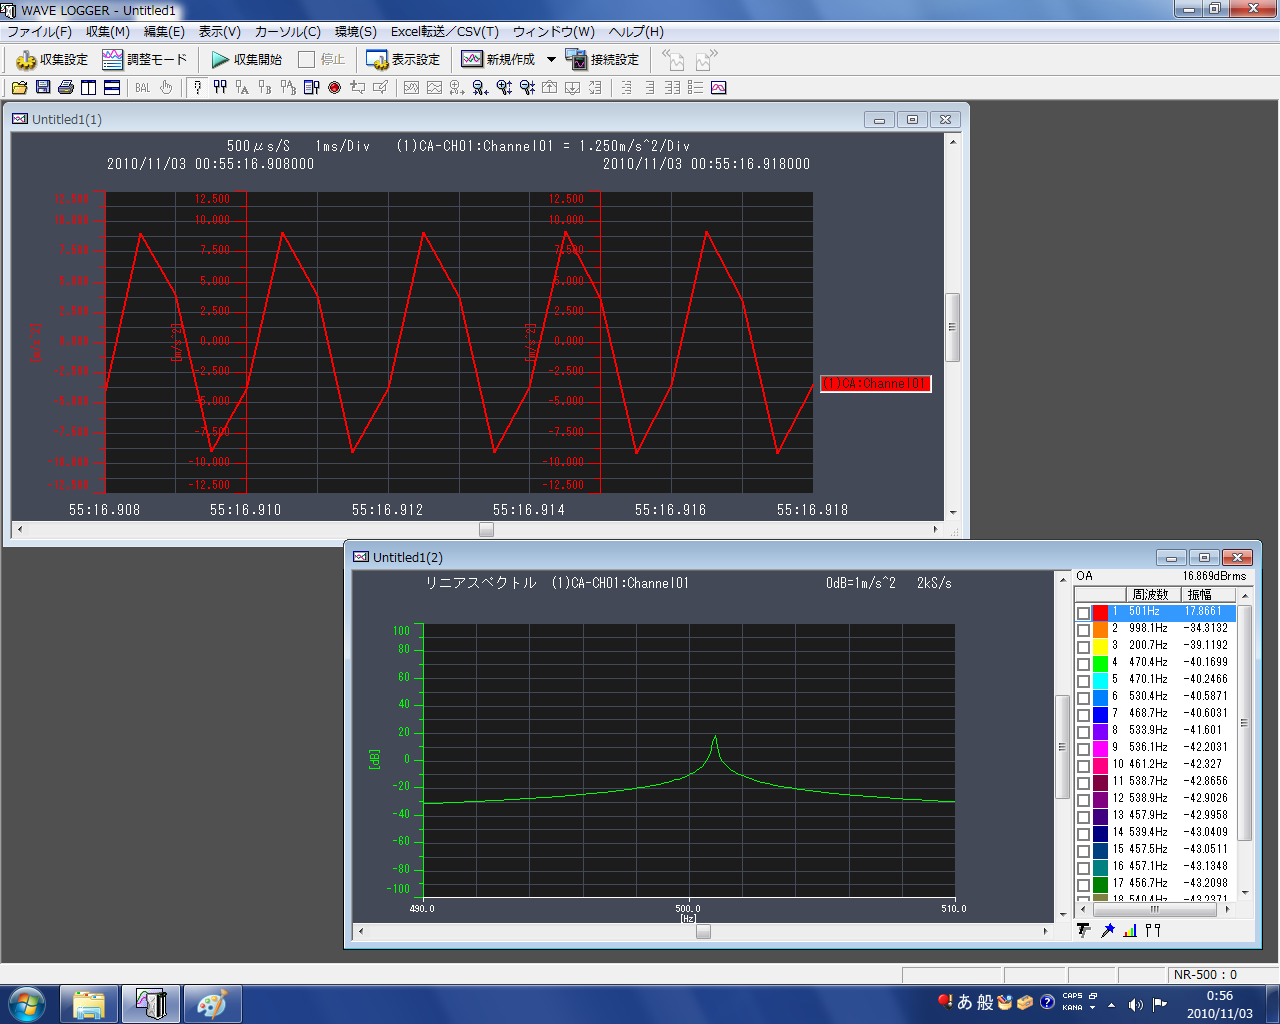 WAVE LOGGER - Untitled1
ファイル(F) 収集(M) 編集(E) 表示(V) カーソル(C) 環境(S) Excel転送／CSV(T) ウィンドウ(W) ヘルプ(H)
収集設定 調整モード 収集開始 停止 表示設定 新規作成 接続設定
BAL
Untitled1(1)
500μs/S 1ms/Div (1)CA-CH01:Channel01 = 1.250m/s^2/Div
2010/11/03 00:55:16.908000 2010/11/03 00:55:16.918000
12.500 12.500
10.000 10.000 10.000
7.500 7.500 7.500
5.000 5.000 5.000
2.500 2.500 2.500
0.000 0.000 0.000
[m/s^2] [m/s^2]
-2.500 -2.500 -2.500
-5.000 -5.000 -5.000
-7.500 -7.500
-10.000 -10.000
-12.500 -12.500 -12.500
(1)CA:Channel01
55:16.908 55:16.910 55:16.912 55:16.914 55:16.916 55:16.918
Untitled1(2)
リニアスペクトル (1)CA-CH01:Channel01 0dB=1m/s^2 2kS/s
100
80
60
40
20
0
-20
-40
-60
-80
-100
[dB]
490.0 500.0 510.0
[Hz]
OA 16.869dBrms
周波数 振幅
1 501Hz 17.8661
2 998.1Hz -34.3132
3 200.7Hz -39.1192
4 470.4Hz -40.1699
5 470.1Hz -40.2466
6 530.4Hz -40.5871
7 468.7Hz -40.6031
8 533.9Hz -41.601
9 536.1Hz -42.2031
10 461.2Hz -42.327
11 538.7Hz -42.8656
12 538.9Hz -42.9026
13 457.9Hz -42.9958
14 539.4Hz -43.0409
15 457.5Hz -43.0511
16 457.1Hz -43.1348
17 456.7Hz -43.2098
18 540.4Hz -43.2371
NR-500 : 0
あ 般 CAPS KANA
0:56
2010/11/03